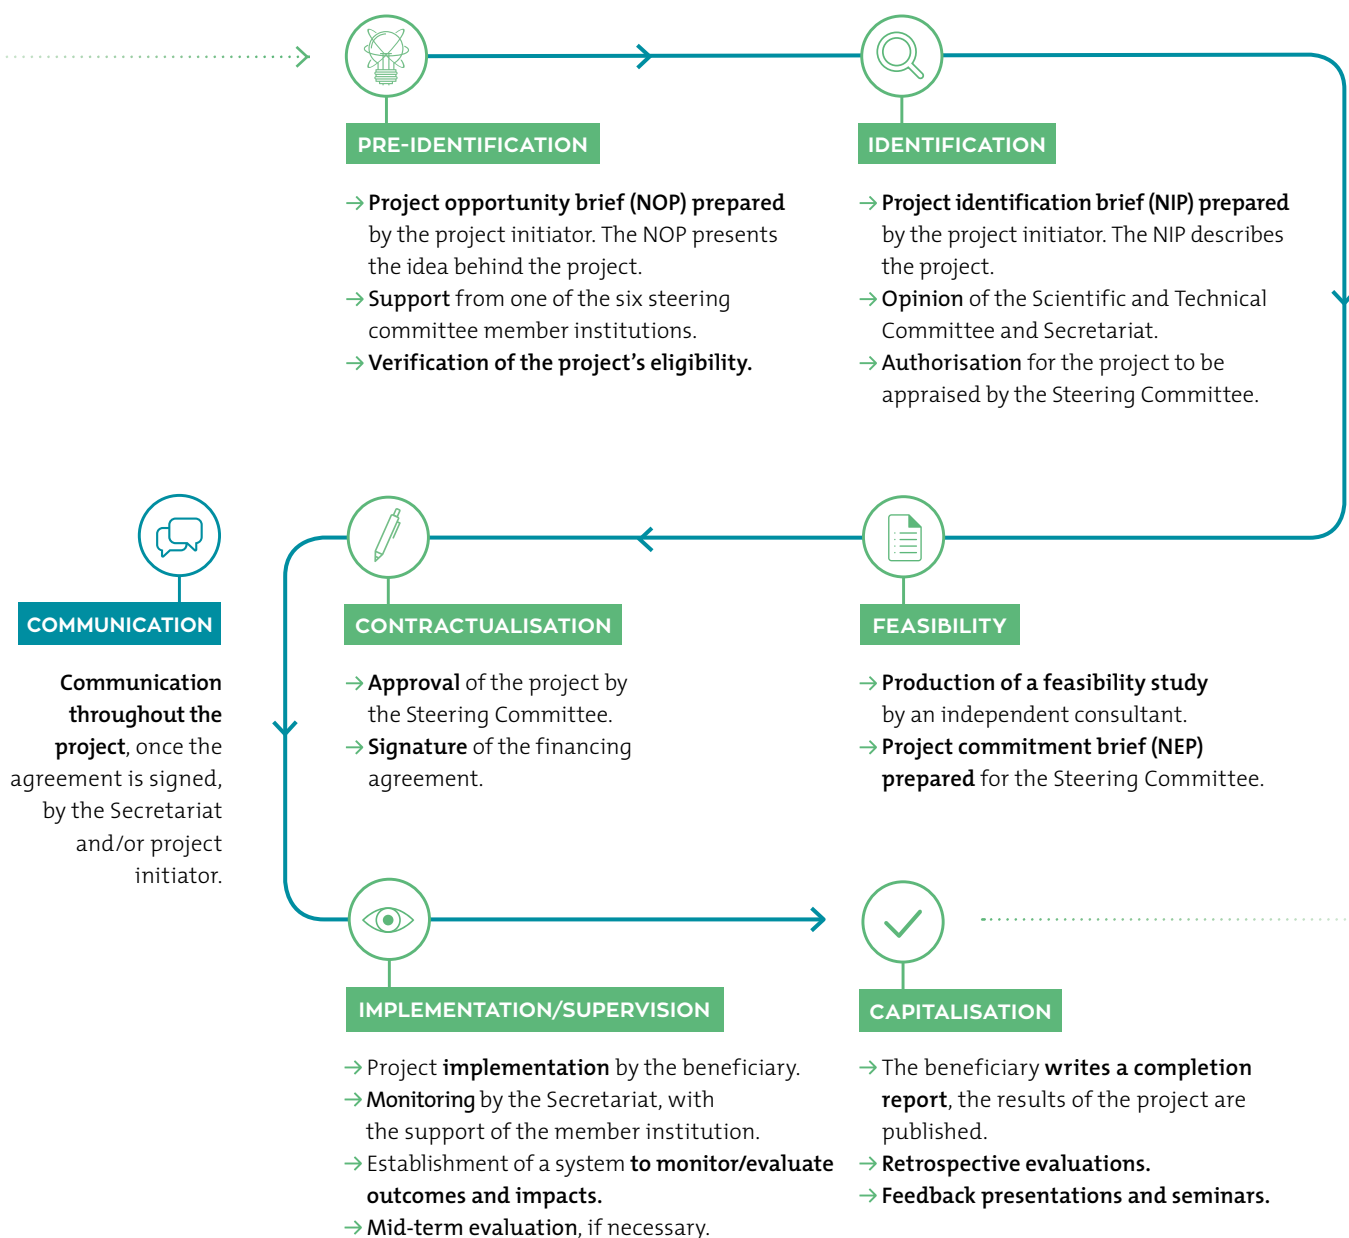 PRE-IDENTIFICATION
→ Project opportunity brief (NOP) prepared
by the project initiator. The NOP presents
the idea behind the project.
→ Support from one of the six steering
committee member institutions.
→ Verification of the project's eligibility.
IDENTIFICATION
→ Project identification brief (NIP) prepared
by the project initiator. The NIP describes
the project.
→ Opinion of the Scientific and Technical
Committee and Secretariat.
→ Authorisation for the project to be
appraised by the Steering Committee.
COMMUNICATION
Communication
throughout the
project, once the
agreement is signed,
by the Secretariat
and/or project
initiator.
CONTRACTUALISATION
→ Approval of the project by
the Steering Committee.
→ Signature of the financing
agreement.
FEASIBILITY
→ Production of a feasibility study
by an independent consultant.
→ Project commitment brief (NEP)
prepared for the Steering Committee.
IMPLEMENTATION/SUPERVISION
→ Project implementation by the beneficiary.
→ Monitoring by the Secretariat, with
the support of the member institution.
→ Establishment of a system to monitor/evaluate
outcomes and impacts.
→ Mid-term evaluation, if necessary.
CAPITALISATION
→ The beneficiary writes a completion
report, the results of the project are
published.
→ Retrospective evaluations.
→ Feedback presentations and seminars.